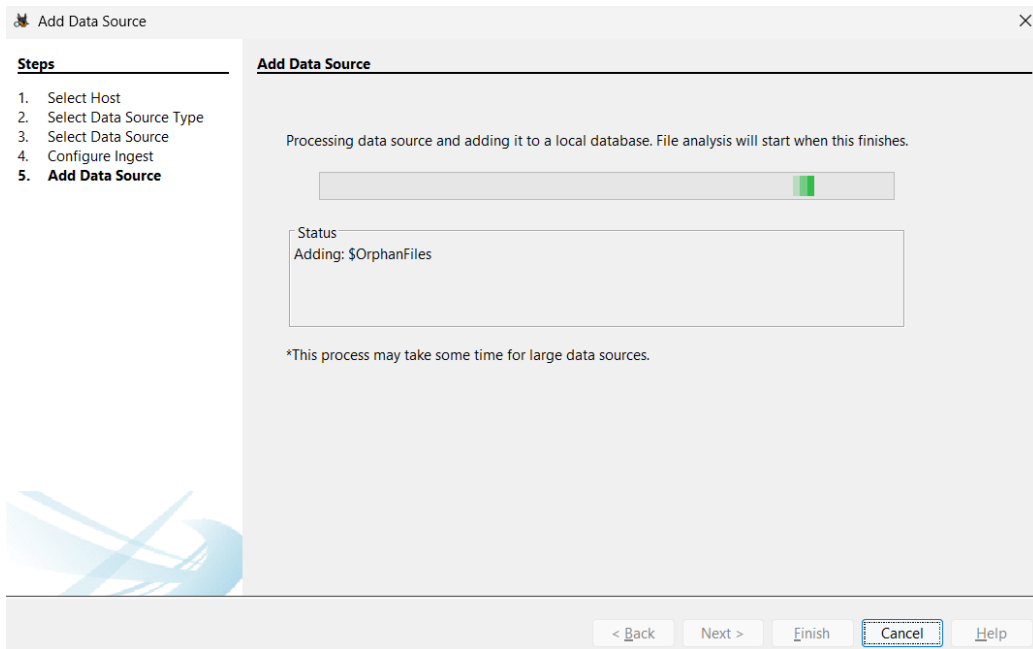 Add Data Source
Steps
1. Select Host
2. Select Data Source Type
3. Select Data Source
4. Configure Ingest
5. Add Data Source
Add Data Source
Processing data source and adding it to a local database. File analysis will start when this finishes.
Status
Adding: $OrphanFiles
*This process may take some time for large data sources.
< Back
Next >
Finish
Cancel
Help